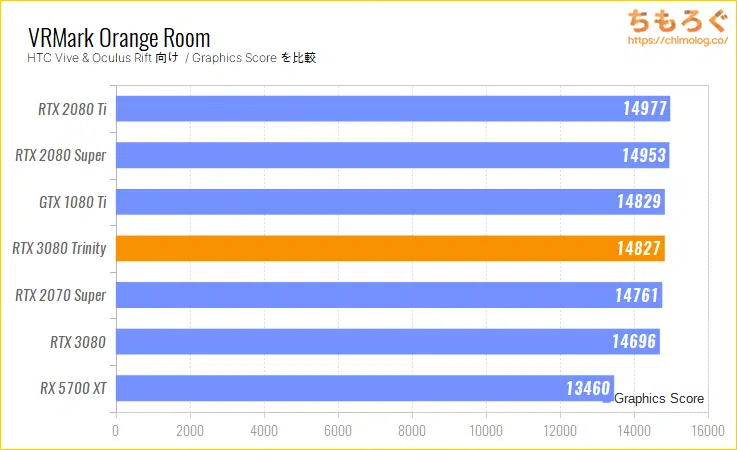 VRMark Orange Room
HTC Vive & Oculus Rift 向け / Graphics Score を比較
ちもろぐ
https://chimolog.co/
RTX 2080 Ti 14977
RTX 2080 Super 14953
GTX 1080 Ti 14829
RTX 3080 Trinity 14827
RTX 2070 Super 14761
RTX 3080 14696
RX 5700 XT 13460
Graphics Score
0 2000 4000 6000 8000 10000 12000 14000 16000